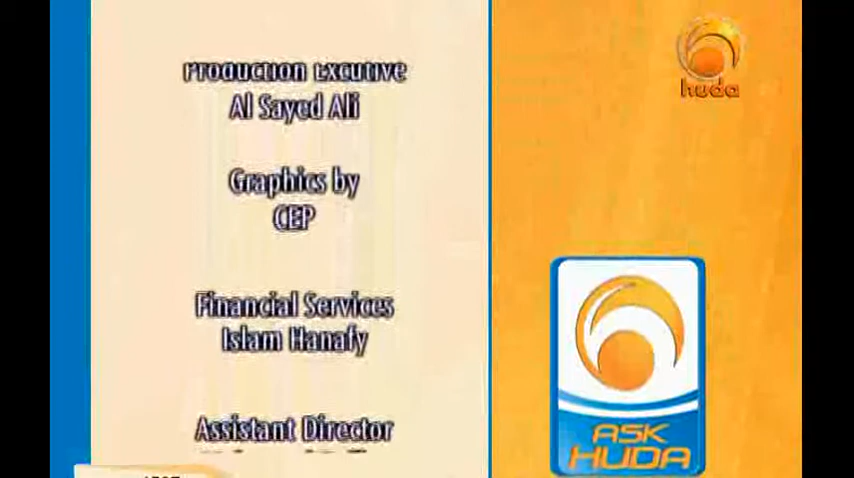 Production Excutive
Al Sayed Ali
Graphics by
CEP
Financial Services
Islam Hanafy
Assistant Director
huda
ASK
HUDA